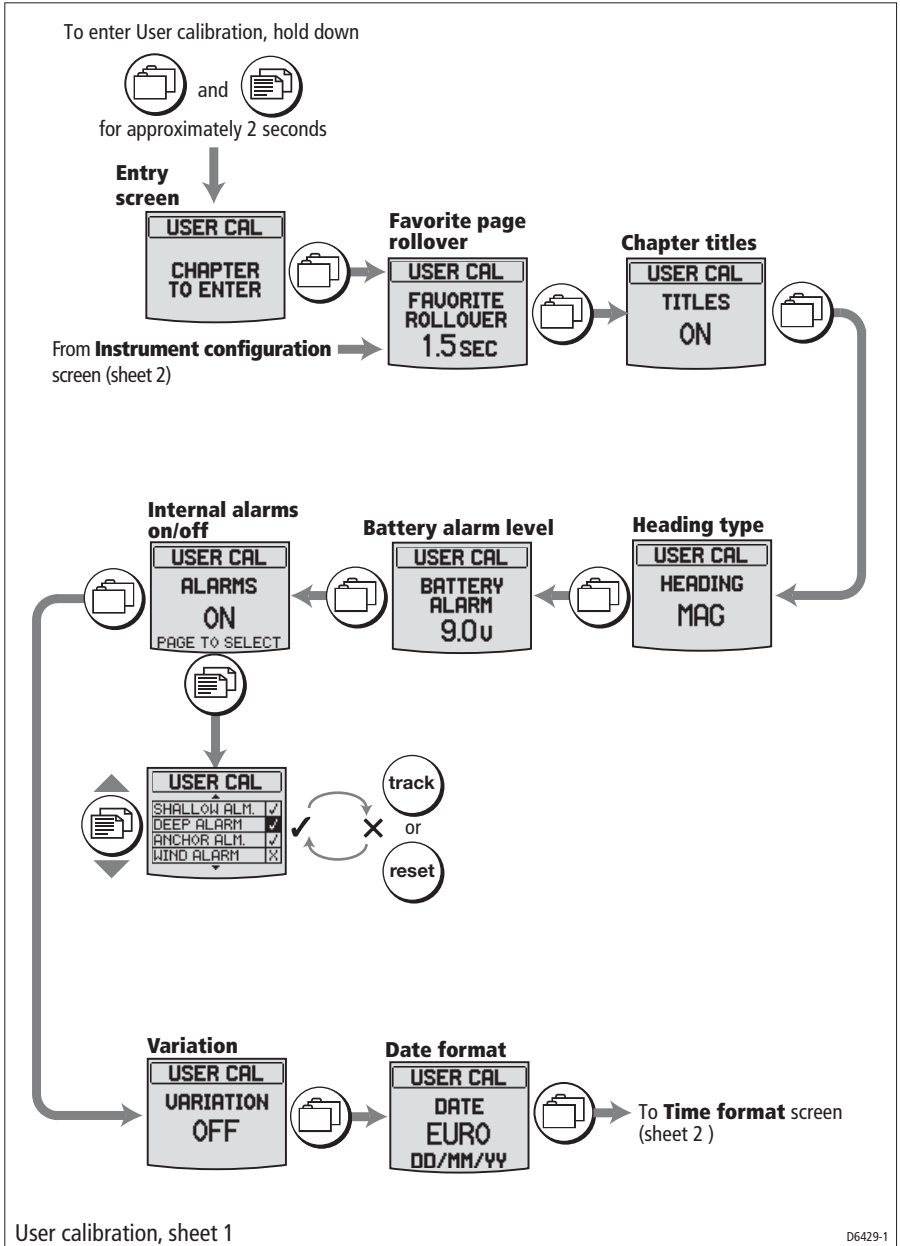 To enter User calibration, hold down
and
for approximately 2 seconds
Entry
screen
USER CAL
CHAPTER
TO ENTER
Favorite page
rollover
USER CAL
FAVORITE
ROLLOVER
1.5 SEC
Chapter titles
USER CAL
TITLES
ON
From Instrument configuration
screen (sheet 2)
Internal alarms
on/off
USER CAL
ALARMS
ON
PAGE TO SELECT
Battery alarm level
USER CAL
BATTERY
ALARM
9.0v
Heading type
USER CAL
HEADING
MAG
USER CAL
SHALLOW ALM. ✓
DEEP ALARM ✓
ANCHOR ALM. ✓
WIND ALARM X
✓ ✕
track
or
reset
Variation
USER CAL
VARIATION
OFF
Date format
USER CAL
DATE
EURO
DD/MM/YY
To Time format screen
(sheet 2 )
User calibration, sheet 1
D6429-1